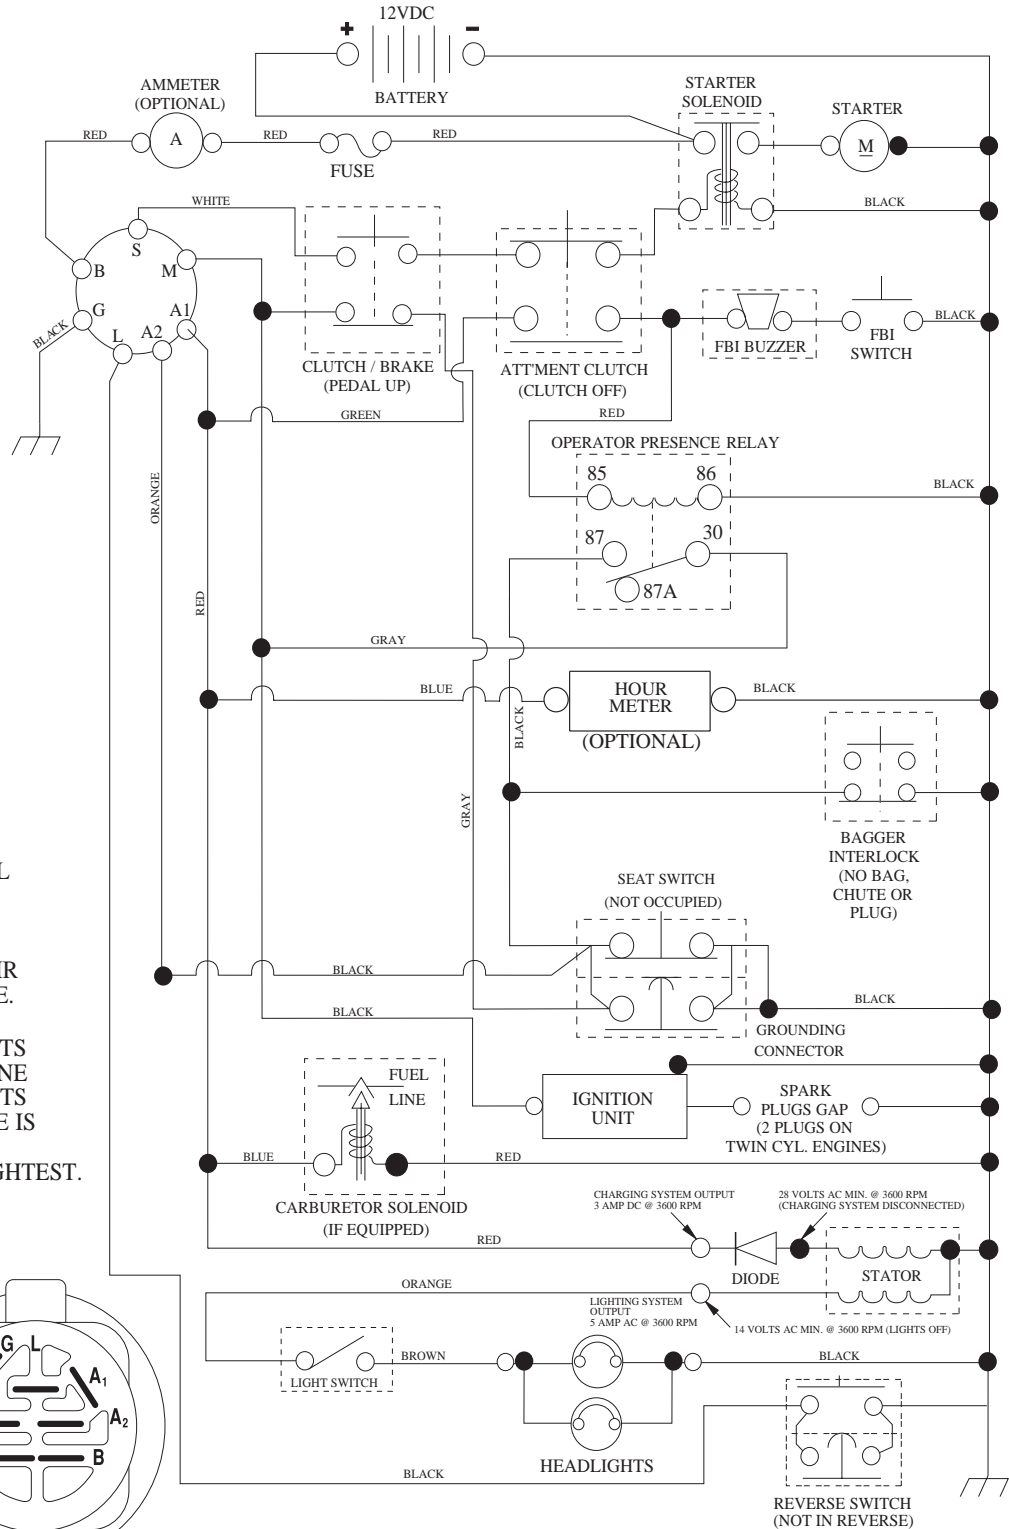 12VDC
+
-
BATTERY
AMMETER
(OPTIONAL)
RED
A
RED
FUSE
RED
STARTER
SOLENOID
STARTER
M
BLACK
WHITE
S
B
M
G
A1
L
A2
BLACK
CLUTCH / BRAKE
(PEDAL UP)
ATT'MENT CLUTCH
(CLUTCH OFF)
FBI BUZZER
FBI
SWITCH
BLACK
GREEN
RED
OPERATOR PRESENCE RELAY
85
86
BLACK
87
30
87A
ORANGE
RED
GRAY
BLUE
HOUR
METER
(OPTIONAL)
BLACK
BLACK
GRAY
BAGGER
INTERLOCK
(NO BAG,
CHUTE OR
PLUG)
SEAT SWITCH
(NOT OCCUPIED)
BLACK
BLACK
BLACK
GROUNDING
CONNECTOR
FUEL
LINE
IGNITION
UNIT
SPARK
PLUGS GAP
(2 PLUGS ON
TWIN CYL. ENGINES)
BLUE
RED
CARBURETOR SOLENOID
(IF EQUIPPED)
CHARGING SYSTEM OUTPUT
3 AMP DC @ 3600 RPM
28 VOLTS AC MIN. @ 3600 RPM
(CHARGING SYSTEM DISCONNECTED)
RED
DIODE
STATOR
ORANGE
LIGHTING SYSTEM
OUTPUT
5 AMP AC @ 3600 RPM
14 VOLTS AC MIN. @ 3600 RPM (LIGHTS OFF)
LIGHT SWITCH
BROWN
BLACK
HEADLIGHTS
BLACK
REVERSE SWITCH
(NOT IN REVERSE)
L
IR
E.
TS
NE
TS
E IS
GHTEST.
G
L
A1
A2
B